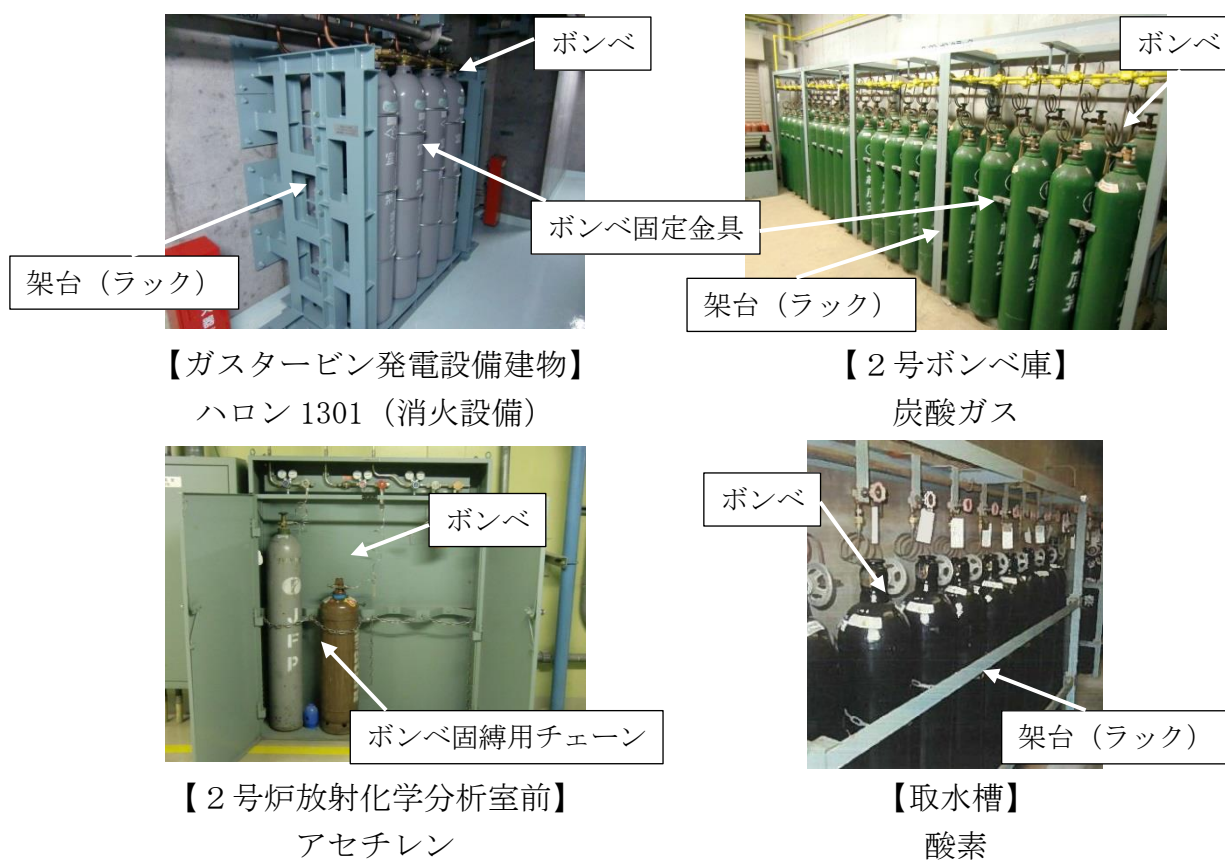 ボンベ
ボンベ固定金具
架台（ラック）
【ガスタービン発電設備建物】
ハロン 1301（消火設備）
ボンベ
架台（ラック）
【２号ボンベ庫】
炭酸ガス
ボンベ
JFP
ボンベ固縛用チェーン
【２号炉放射化学分析室前】
アセチレン
ボンベ
架台（ラック）
【取水槽】
酸素